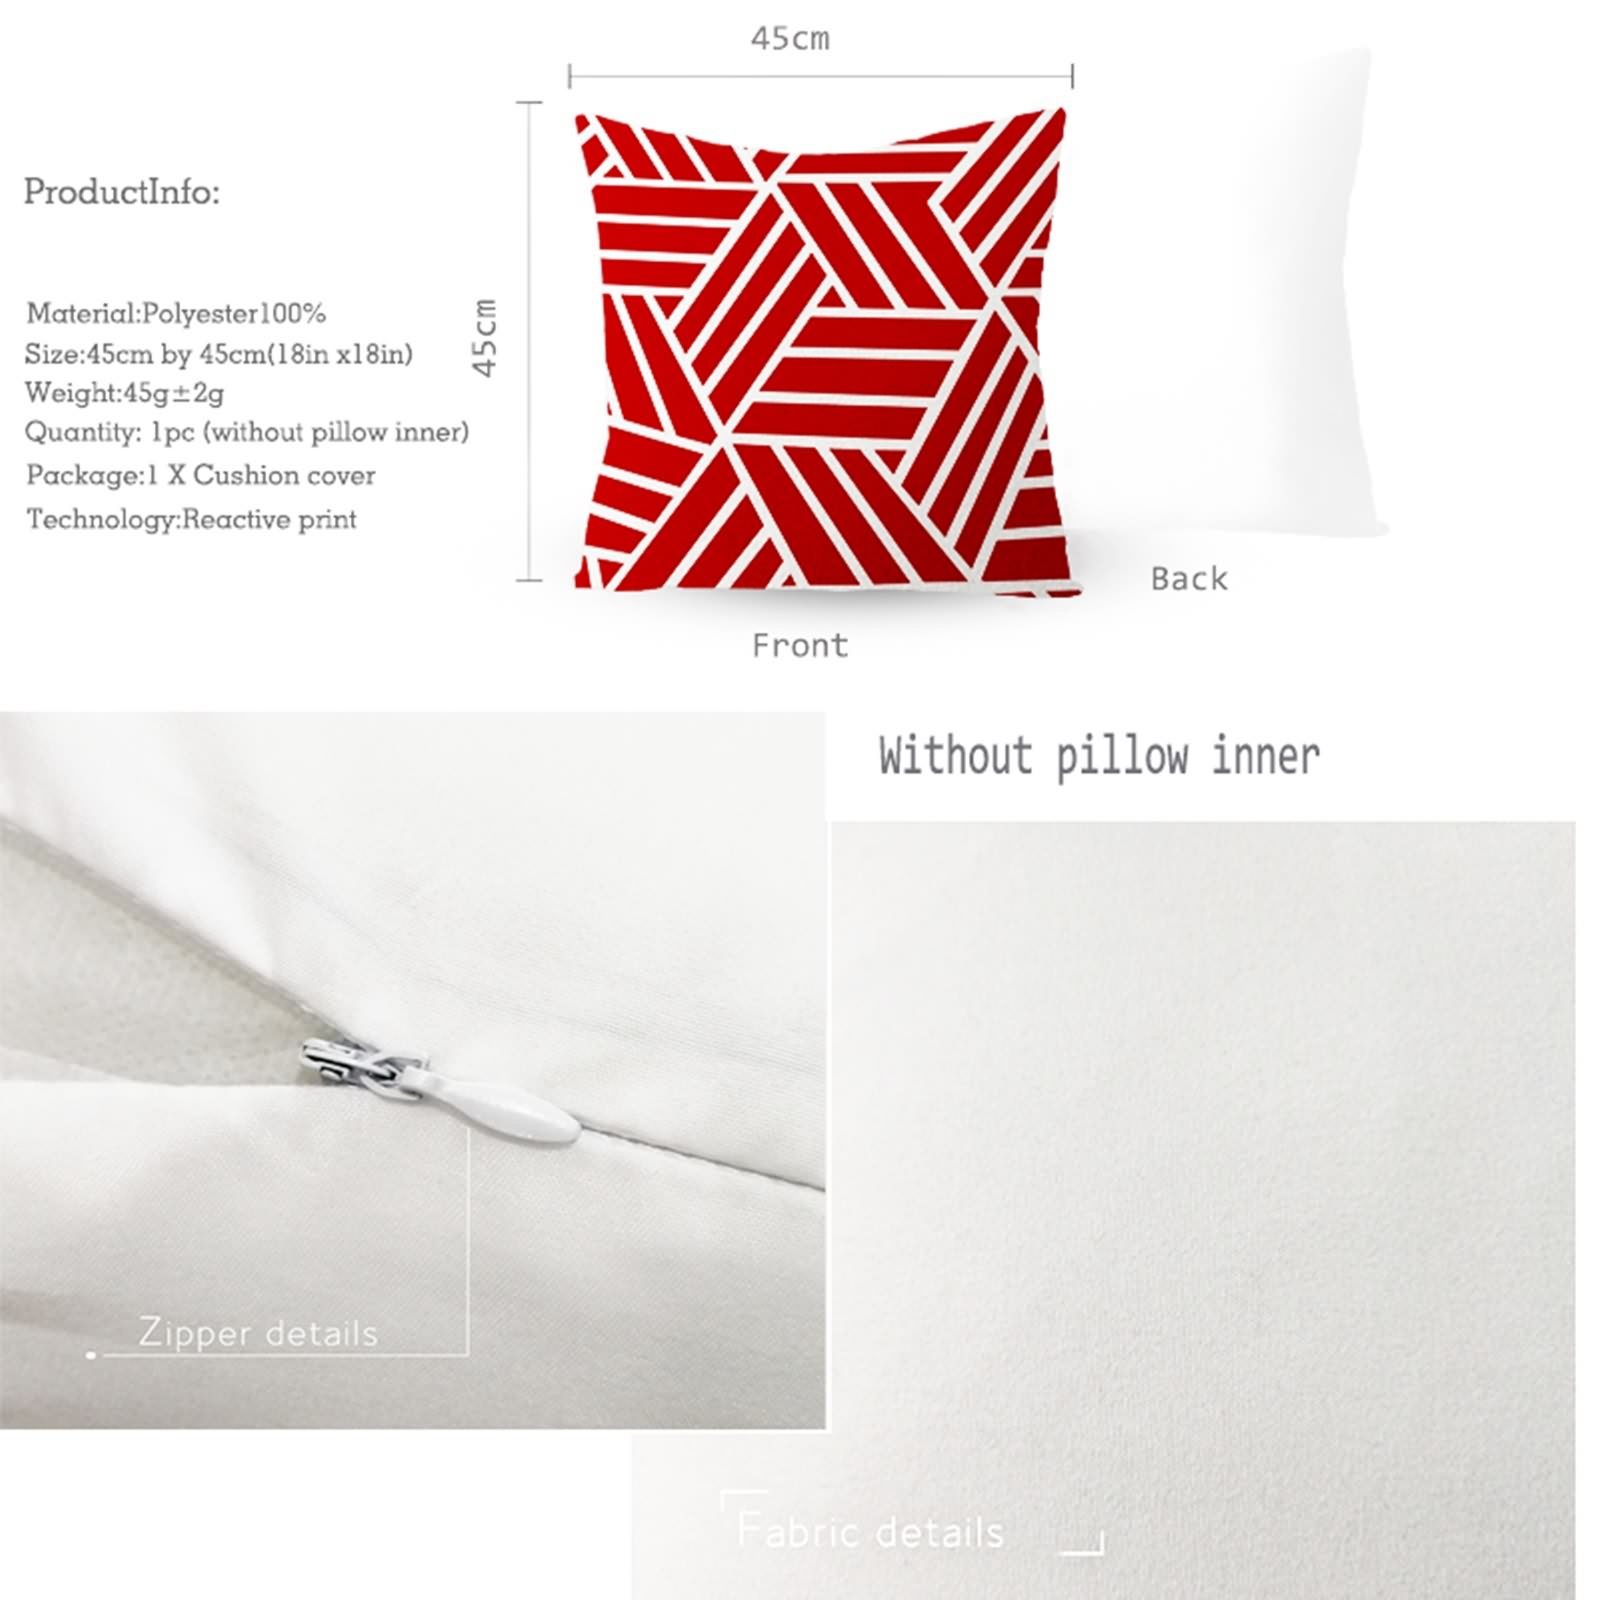 45cm
45cm
ProductInfo:
Material:Polyester100%
Size:45cm by 45cm(18in x18in)
Weight:45g±2g
Quantity: 1pc (without pillow inner)
Package:1 X Cushion cover
Technology:Reactive print
Back
Front
Without pillow inner
Zipper details
Fabric details